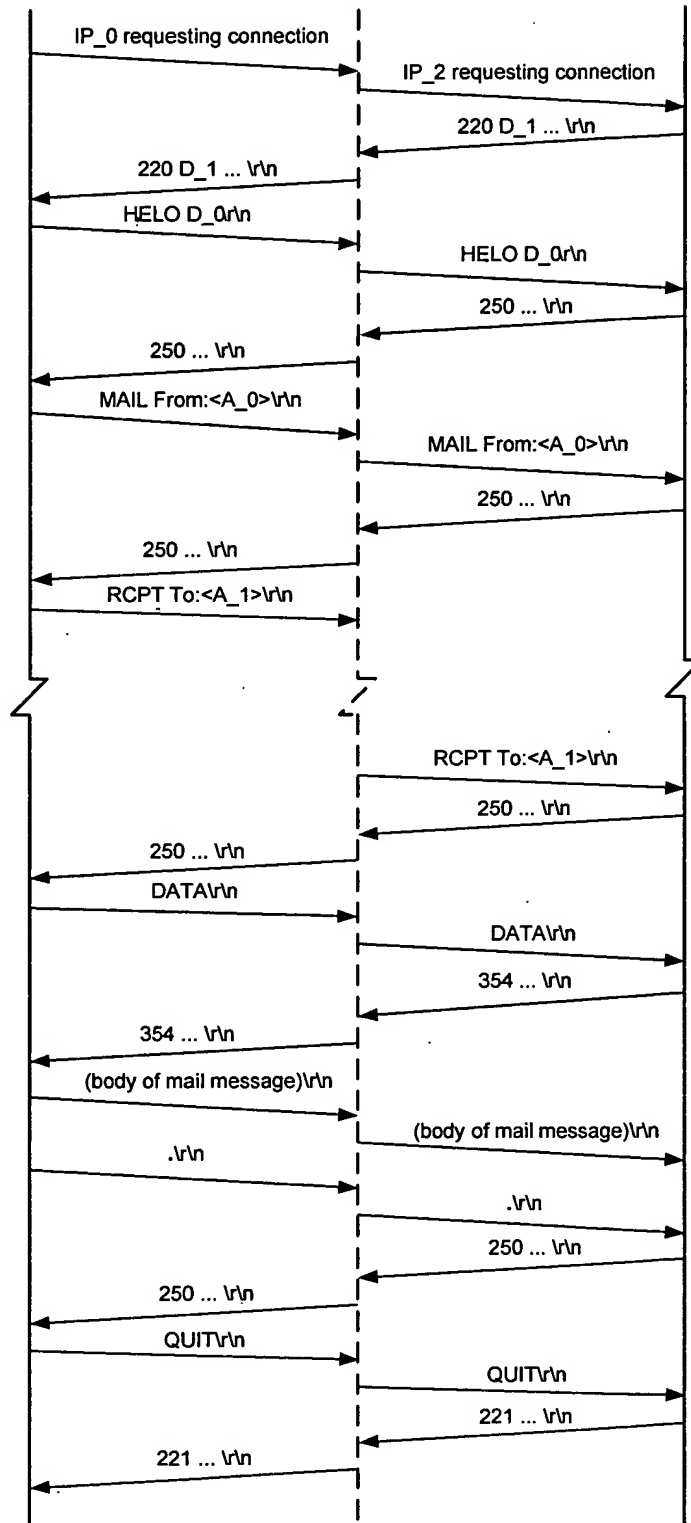 IP_0 requesting connection
IP_2 requesting connection
220 D_1 ... \r\n
220 D_1 ... \r\n
HELO D_0\r\n
HELO D_0\r\n
250 ... \r\n
250 ... \r\n
MAIL From:<A_0>\r\n
MAIL From:<A_0>\r\n
250 ... \r\n
250 ... \r\n
RCPT To:<A_1>\r\n
RCPT To:<A_1>\r\n
250 ... \r\n
250 ... \r\n
DATA\r\n
DATA\r\n
354 ... \r\n
354 ... \r\n
(body of mail message)\r\n
(body of mail message)\r\n
.\r\n
.\r\n
250 ... \r\n
250 ... \r\n
QUIT\r\n
QUIT\r\n
221 ... \r\n
221 ... \r\n